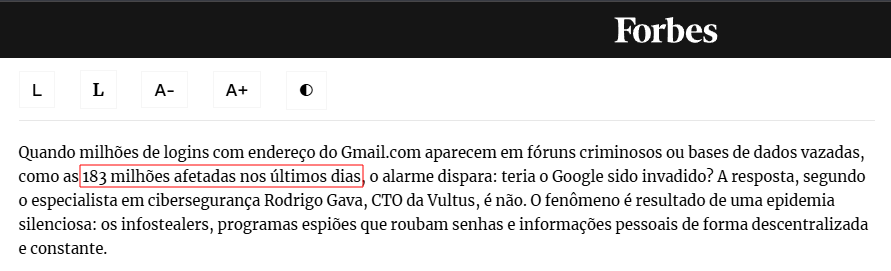 Forbes
L L A- A+
Quando milhões de logins com endereço do Gmail.com aparecem em fóruns criminosos ou bases de dados vazadas,
como as 183 milhões afetadas nos últimos dias, o alarme dispara: teria o Google sido invadido? A resposta, segundo
o especialista em cibersegurança Rodrigo Gava, CTO da Vultus, é não. O fenômeno é resultado de uma epidemia
silenciosa: os infostealers, programas espiões que roubam senhas e informações pessoais de forma descentralizada
e constante.